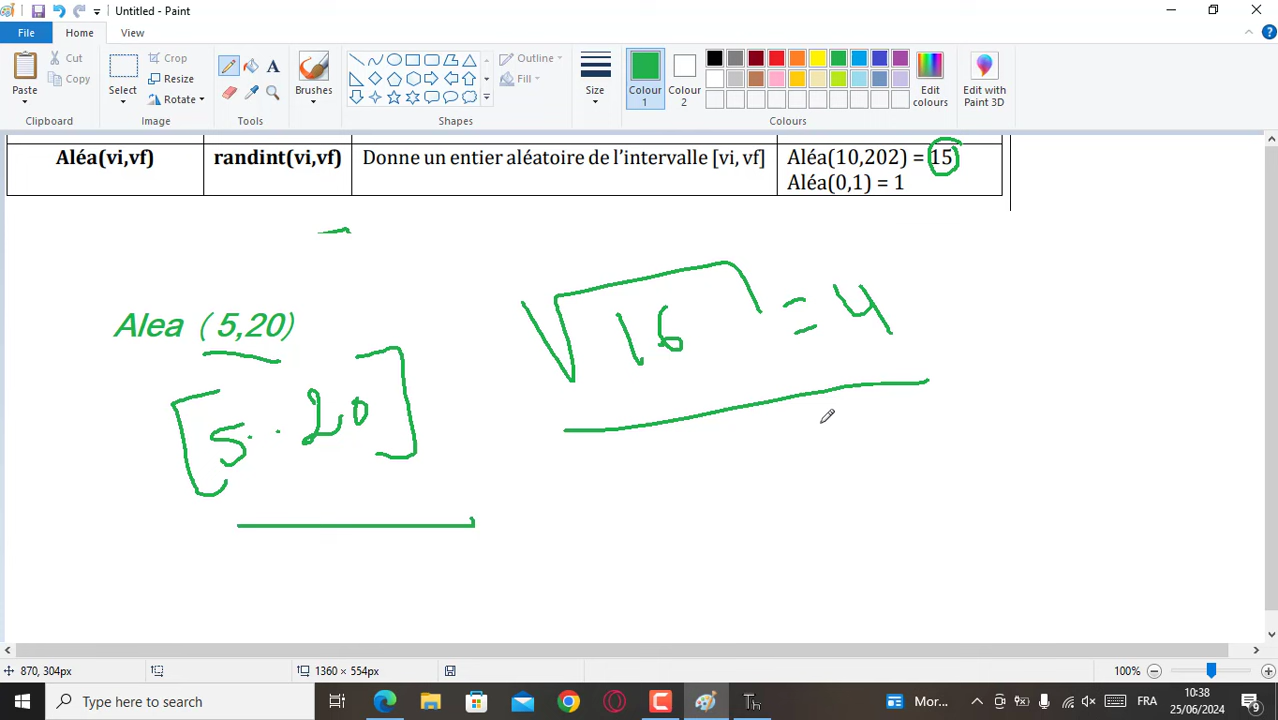 Untitled - Paint
File Home View
Paste
Cut
Copy
Clipboard
Select
Crop
Resize
Rotate
Image
Tools
Brushes
Outline
Fill
Shapes
Size
Colour 1
Colour 2
Edit colours
Edit with Paint 3D
Colours
Aléa(vi,vf) randint(vi,vf) Donne un entier aléatoire de l'intervalle [vi, vf] Aléa(10,202) = 15
Aléa(0,1) = 1
Alea (5,20)
√16 = 4
[5..20]
870, 304px
1360 × 554px
100%
Type here to search
Mor...
FRA
10:38
25/06/2024
9